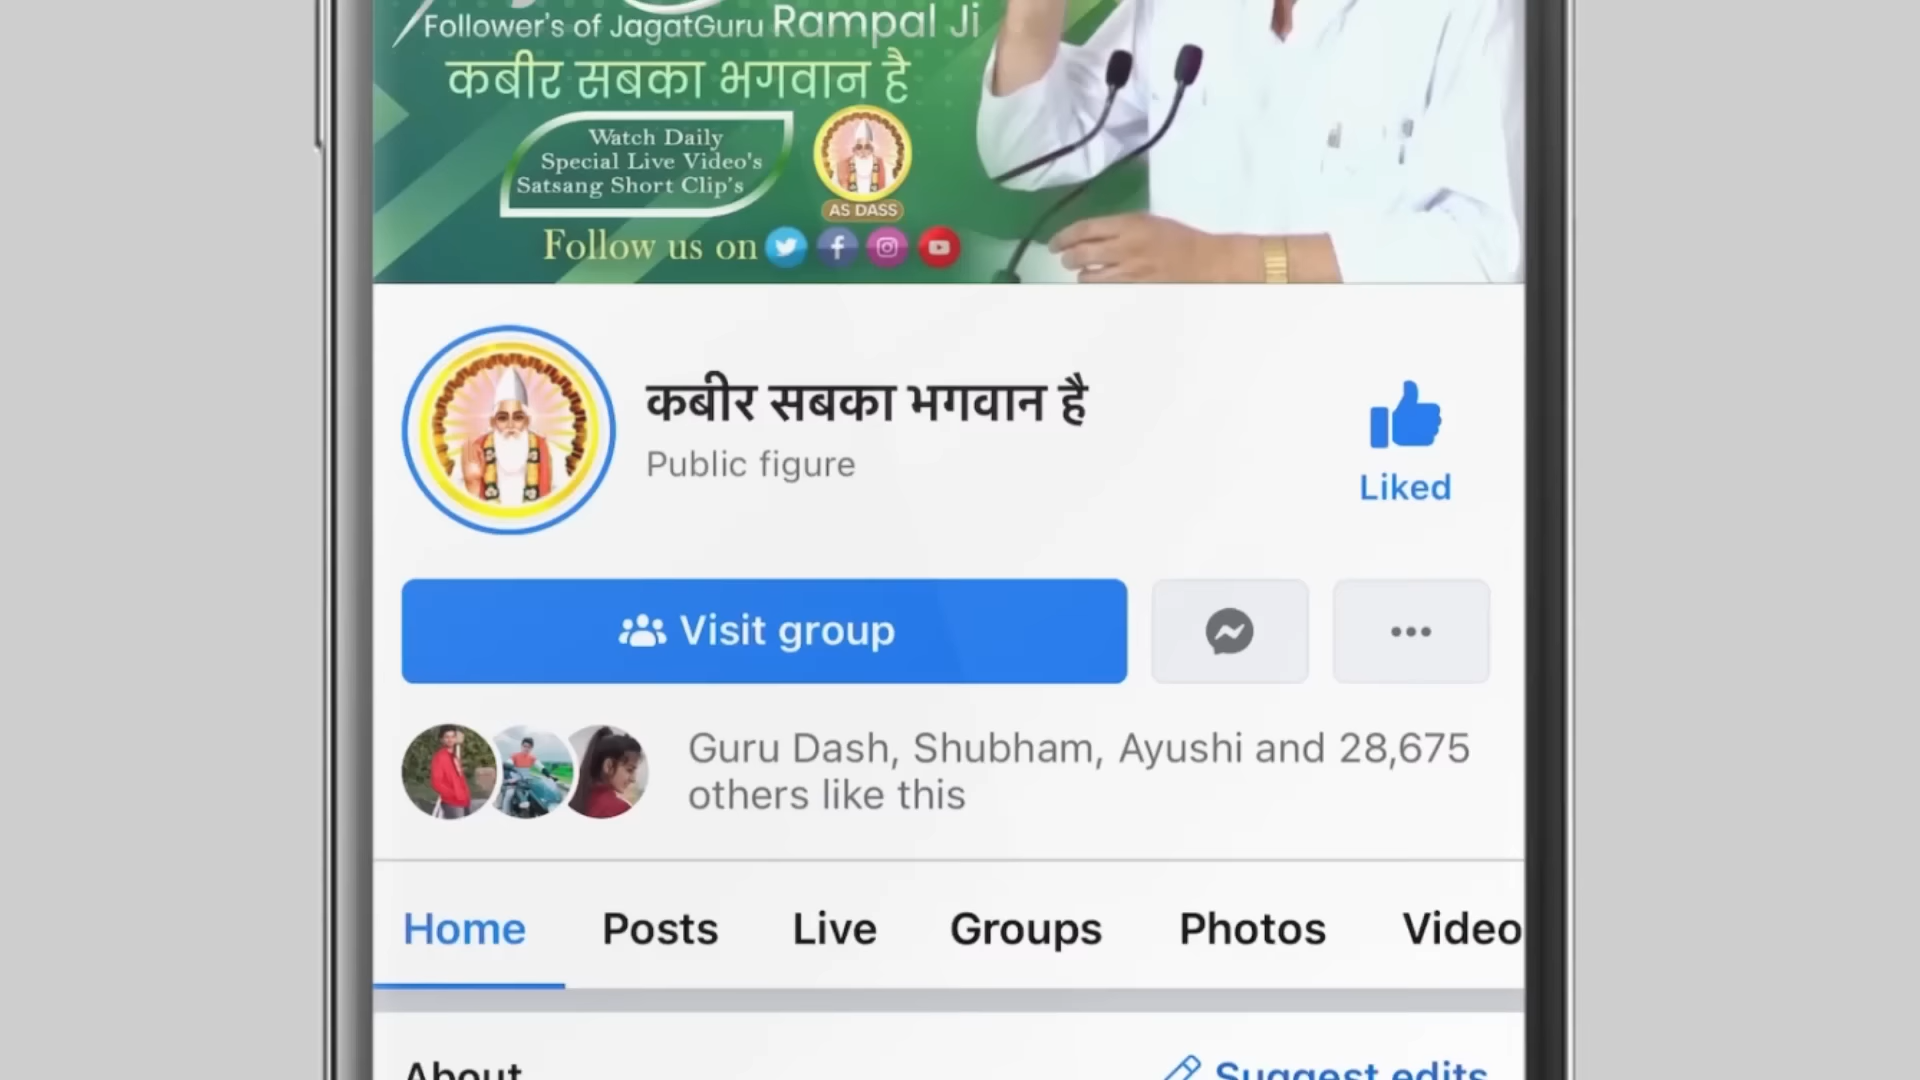 Follower's of JagatGuru Rampal Ji
कबीर सबका भगवान है
Watch Daily
Special Live Video's
Satsang Short Clip's
AS DASS
Follow us on
कबीर सबका भगवान है
Public figure
Liked
Visit group
Guru Dash, Shubham, Ayushi and 28,675
others like this
Home Posts Live Groups Photos Video
About
Suggest edits